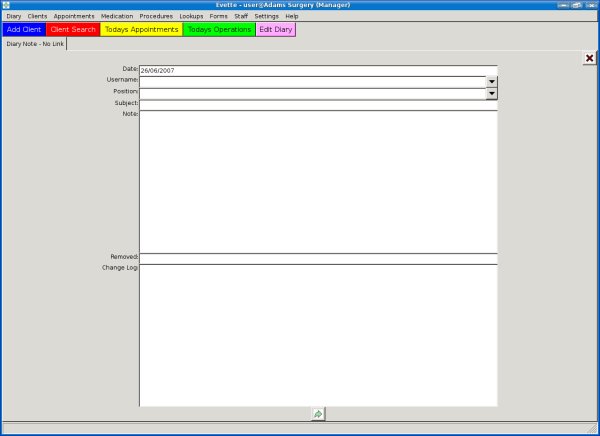 Evette - user@Adams Surgery (Manager)
Diary Clients Appointments Medication Procedures Lookups Forms Staff Settings Help
Add Client Client Search Todays Appointments Todays Operations Edit Diary
Diary Note - No Link
Date: 26/06/2007
Username:
Position:
Subject:
Note:
Removed:
Change Log: